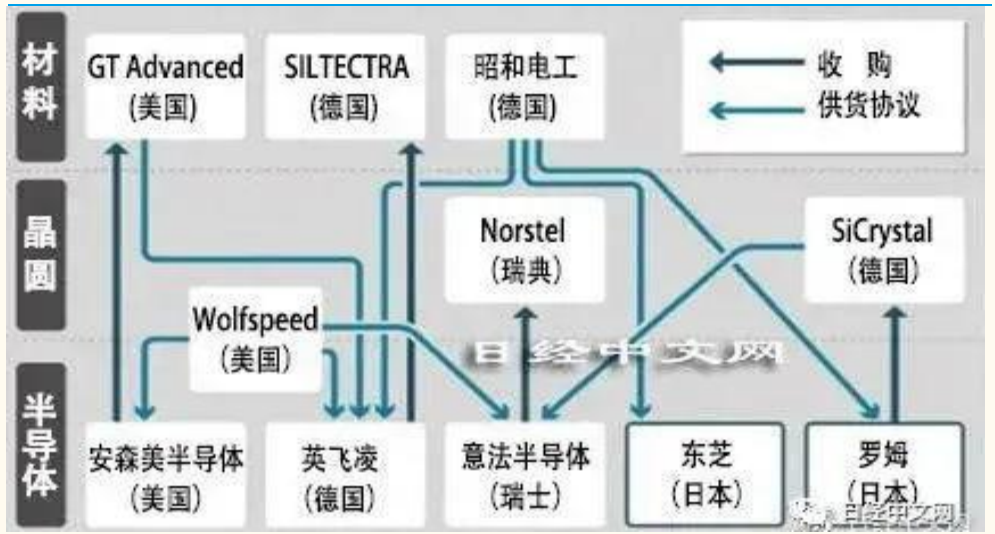 材料
GT Advanced
(美国)
SILTECTRA
(德国)
昭和电工
(德国)
收 购
供货协议
晶圆
Norstel
(瑞典)
SiCrystal
(德国)
Wolfspeed
(美国)
日经中文网
半导体
安森美半导体
(美国)
英飞凌
(德国)
意法半导体
(瑞士)
东芝
(日本)
罗姆
(日本)
日经中文网